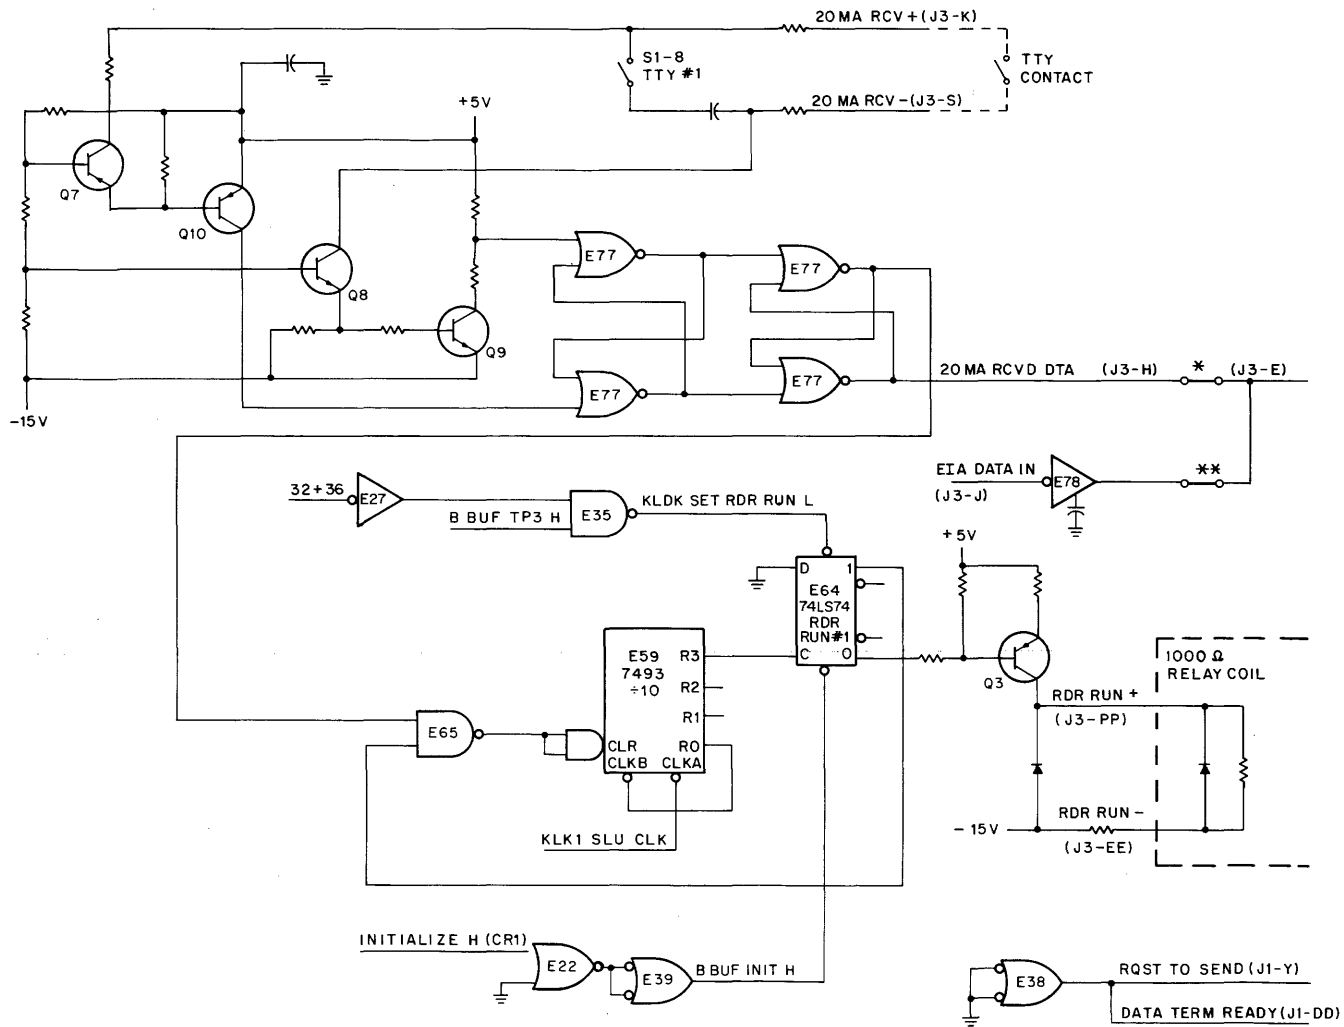 20 MA RCV + (J3-K)
S1-8
TTY #1
TTY
CONTACT
20 MA RCV - (J3-S)
+5V
Q7
Q10
Q8
Q9
-15V
E77
E77
E77
E77
20 MA RCVD DTA
(J3-H)
*
(J3-E)
EIA DATA IN
(J3-J)
E78
**
32+36
E27
B BUF TP3 H
E35
KLDK SET RDR RUN L
D
1
E64
74LS74
RDR
RUN #1
C
0
+5V
Q3
1000 Ω
RELAY COIL
RDR RUN +
(J3-PP)
RDR RUN -
(J3-EE)
-15V
E59
7493
÷10
R3
R2
R1
R0
CLR
CLKB
CLKA
E65
KLK1 SLU CLK
INITIALIZE H (CR1)
E22
E39
B BUF INIT H
E38
RQST TO SEND (J1-Y)
DATA TERM READY (J1-DD)